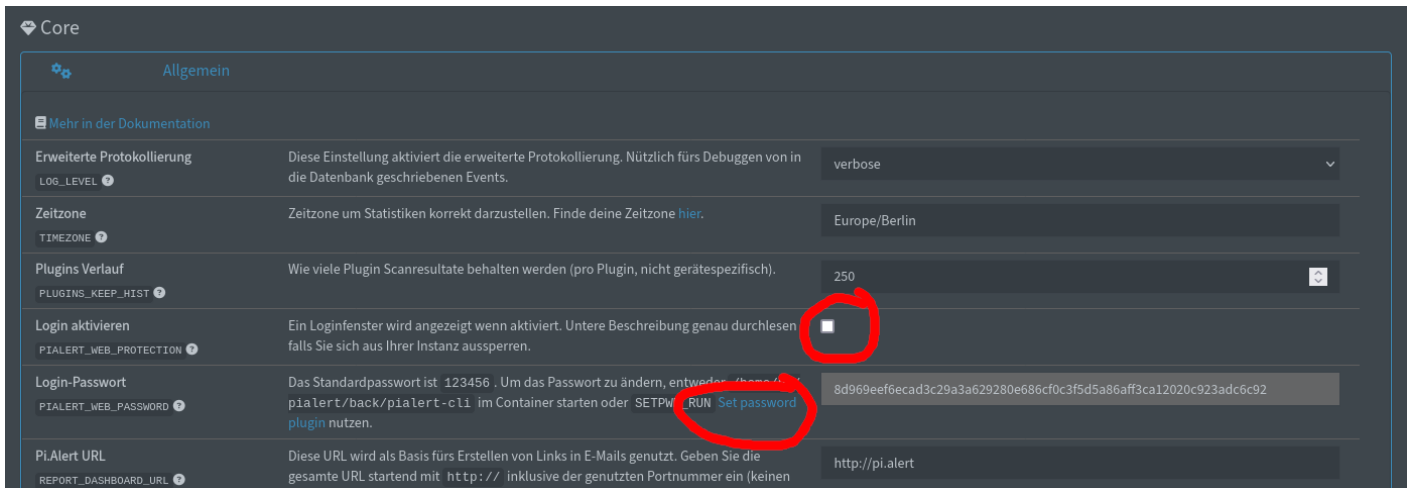 Core
Allgemein
Mehr in der Dokumentation
Erweiterte Protokollierung
LOG_LEVEL
Diese Einstellung aktiviert die erweiterte Protokollierung. Nützlich fürs Debuggen von in
die Datenbank geschriebenen Events.
verbose
Zeitzone
TIMEZONE
Zeitzone um Statistiken korrekt darzustellen. Finde deine Zeitzone hier.
Europe/Berlin
Plugins Verlauf
PLUGINS_KEEP_HIST
Wie viele Plugin Scanresultate behalten werden (pro Plugin, nicht gerätespezifisch).
250
Login aktivieren
PIALERT_WEB_PROTECTION
Ein Loginfenster wird angezeigt wenn aktiviert. Untere Beschreibung genau durchlesen
falls Sie sich aus Ihrer Instanz aussperren.
Login-Passwort
PIALERT_WEB_PASSWORD
Das Standardpasswort ist 123456 . Um das Passwort zu ändern, entweder
pialert/back/pialert-cli im Container starten oder RUN Set password
plugin nutzen.
8d969eef6ecad3c29a3a629280e686cf0c3f5d5a86aff3ca12020c923adc6c92
Pi.Alert URL
REPORT_DASHBOARD_URL
Diese URL wird als Basis fürs Erstellen von Links in E-Mails genutzt. Geben Sie die
gesamte URL startend mit http:// inklusive der genutzten Portnummer ein (keinen
http://pi.alert